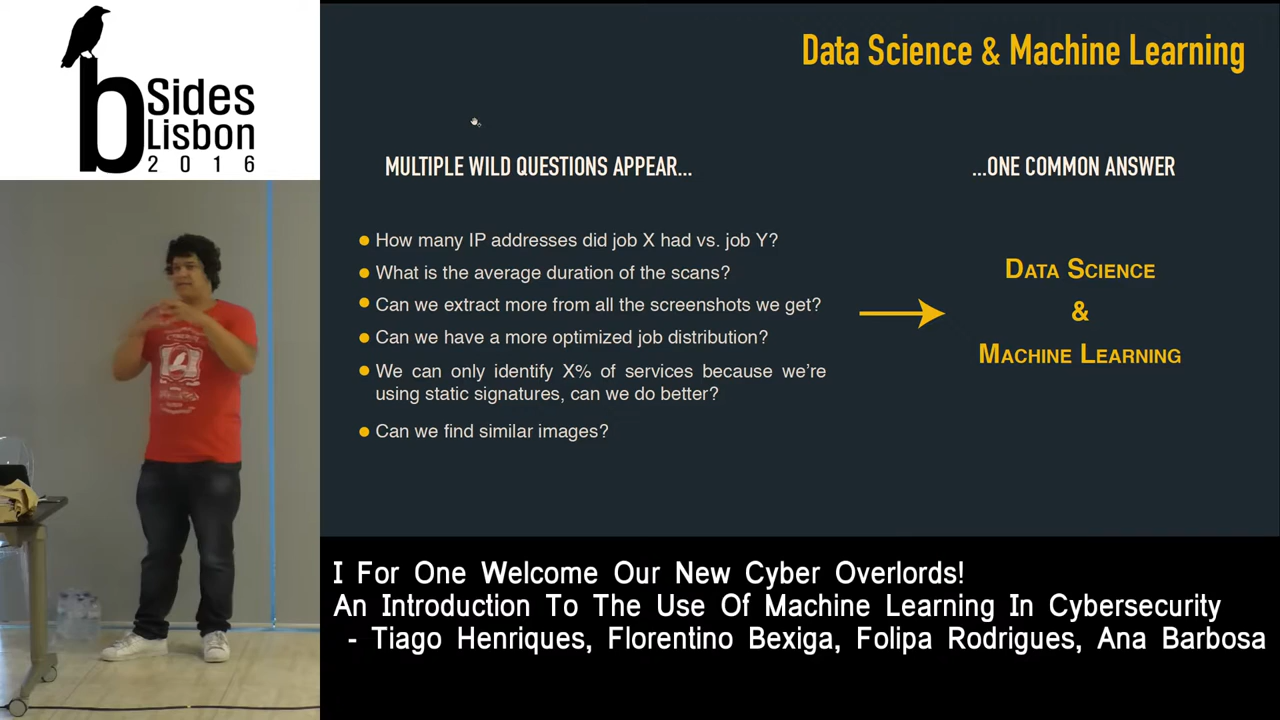 b Sides
Lisbon
2016
Data Science & Machine Learning
MULTIPLE WILD QUESTIONS APPEAR...
...ONE COMMON ANSWER
How many IP addresses did job X had vs. job Y?
What is the average duration of the scans?
Can we extract more from all the screenshots we get?
Can we have a more optimized job distribution?
We can only identify X% of services because we're
using static signatures, can we do better?
Can we find similar images?
DATA SCIENCE
&
MACHINE LEARNING
I For One Welcome Our New Cyber Overlords!
An Introduction To The Use Of Machine Learning In Cybersecurity
- Tiago Henriques, Florentino Bexiga, Folipa Rodrigues, Ana Barbosa